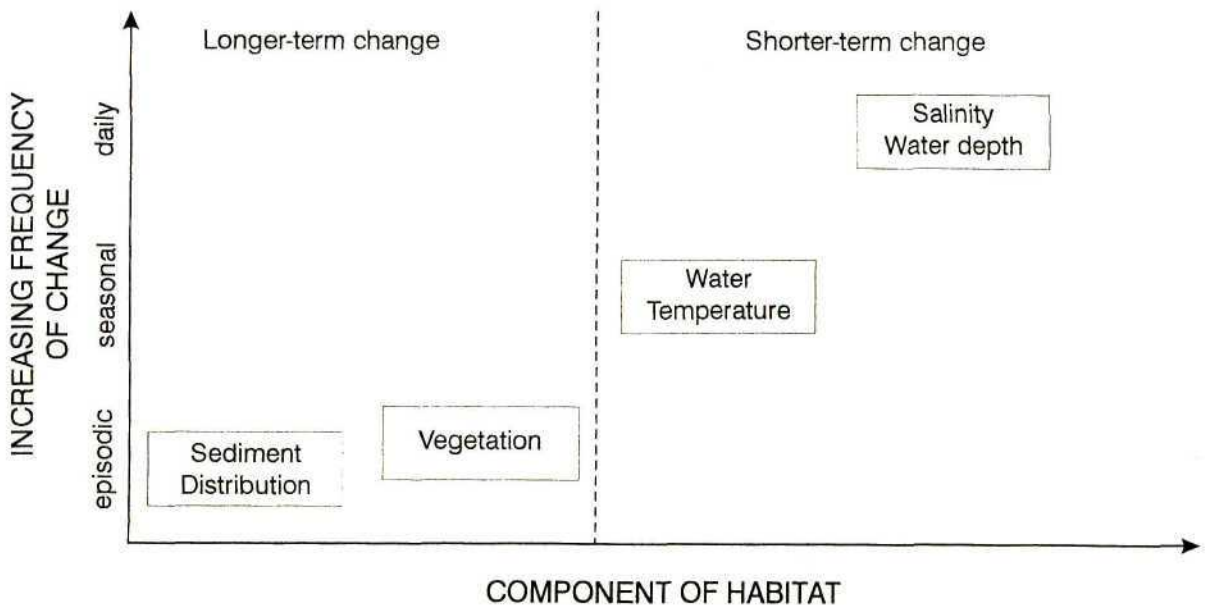 Longer-term change
Shorter-term change
INCREASING FREQUENCY
OF CHANGE
daily
seasonal
episodic
Salinity
Water depth
Water
Temperature
Vegetation
Sediment
Distribution
COMPONENT OF HABITAT